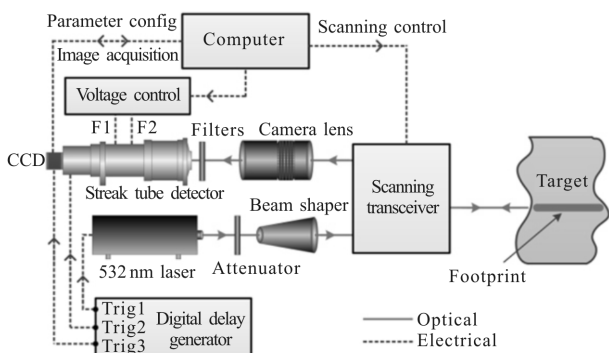 Parameter config
Image acquisition
Computer
Scanning control
Voltage control
F1
F2
Filters
Camera lens
CCD
Streak tube detector
Scanning
transceiver
Target
Beam shaper
532 nm laser
Attenuator
Footprint
Trig1
Trig2
Trig3
Digital delay
generator
Optical
Electrical